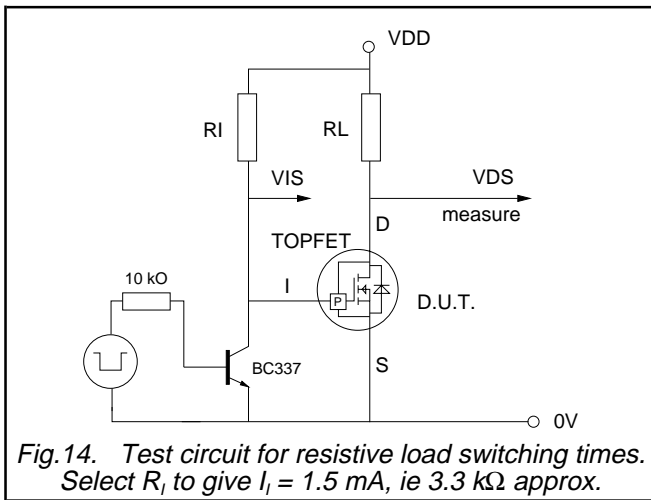 VDD
RI
RL
VIS
VDS
measure
D
TOPFET
10 kO
I
P
D.U.T.
BC337
S
0V
Fig.14. Test circuit for resistive load switching times.
Select RI to give II = 1.5 mA, ie 3.3 kΩ approx.